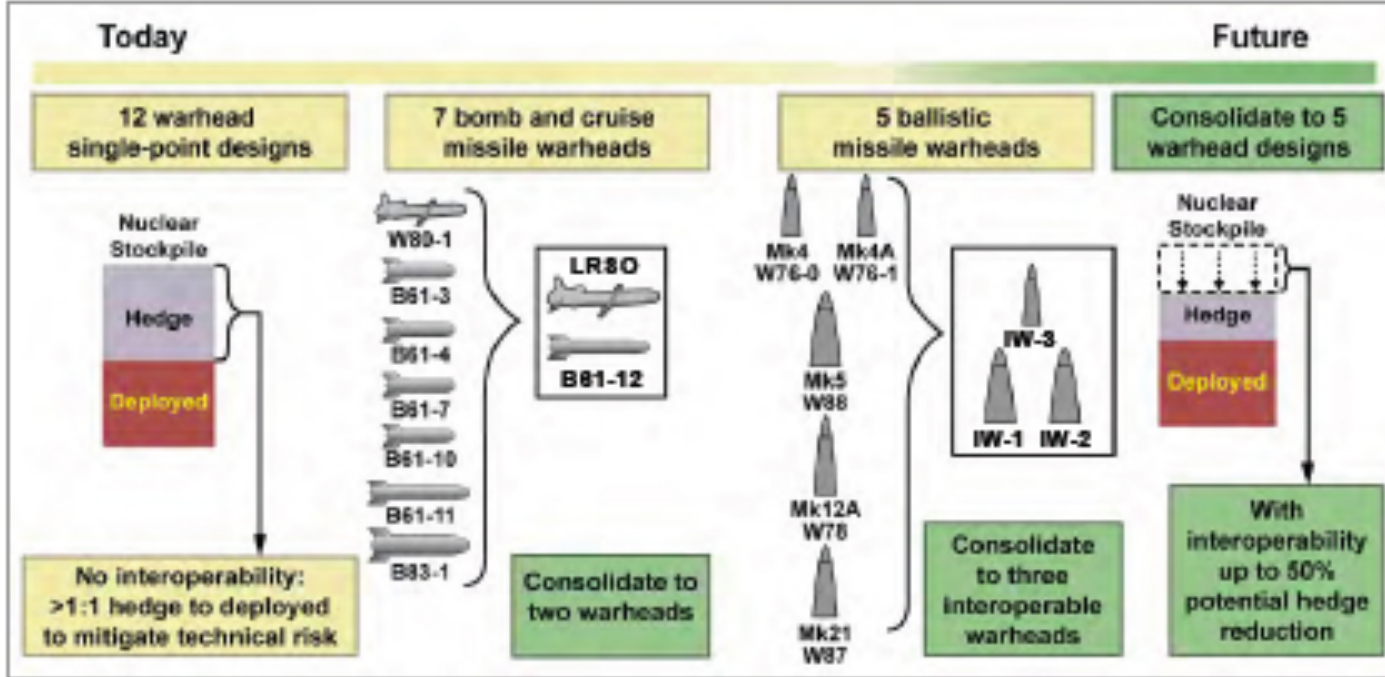 Today
Future
12 warhead
single-point designs
7 bomb and cruise
missile warheads
5 ballistic
missile warheads
Consolidate to 5
warhead designs
Nuclear
Stockpile
Hedge
Deployed
No interoperability:
>1:1 hedge to deployed
to mitigate technical risk
W80-1
B61-3
B61-4
B61-7
B61-10
B61-11
B83-1
LRSO
B61-12
Consolidate to
two warheads
Mk4
W76-0
Mk4A
W76-1
Mk5
W88
Mk12A
W78
Mk21
W87
IW-3
IW-1
IW-2
Consolidate
to three
interoperable
warheads
Nuclear
Stockpile
Hedge
Deployed
With
interoperability
up to 50%
potential hedge
reduction